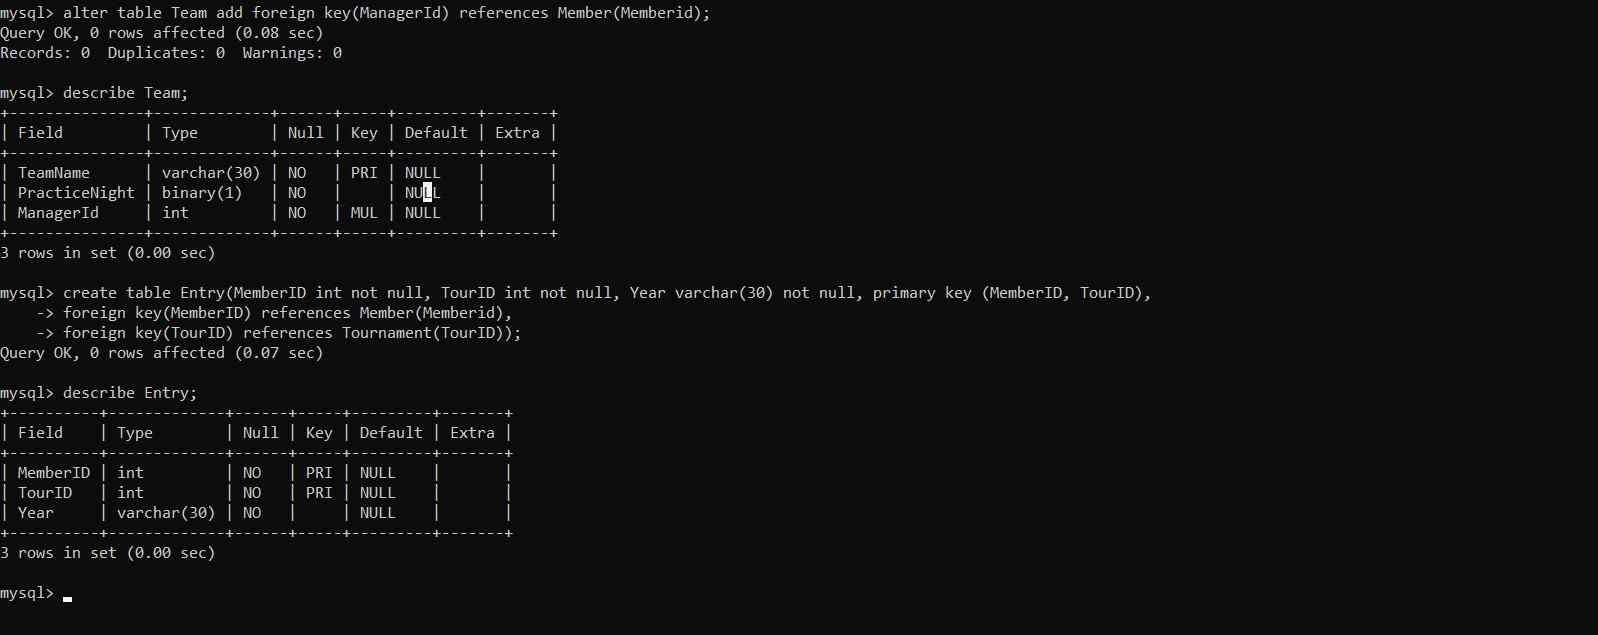 mysql> alter table Team add foreign key(ManagerId) references Member(Memberid);
Query OK, 0 rows affected (0.08 sec)
Records: 0  Duplicates: 0  Warnings: 0

mysql> describe Team;
+---------------+-------------+------+-----+---------+-------+
| Field         | Type        | Null | Key | Default | Extra |
+---------------+-------------+------+-----+---------+-------+
| TeamName      | varchar(30) | NO   | PRI | NULL    |       |
| PracticeNight | binary(1)   | NO   |     | NULL    |       |
| ManagerId     | int         | NO   | MUL | NULL    |       |
+---------------+-------------+------+-----+---------+-------+
3 rows in set (0.00 sec)

mysql> create table Entry(MemberID int not null, TourID int not null, Year varchar(30) not null, primary key (MemberID, TourID),
    -> foreign key(MemberID) references Member(Memberid),
    -> foreign key(TourID) references Tournament(TourID));
Query OK, 0 rows affected (0.07 sec)

mysql> describe Entry;
+----------+-------------+------+-----+---------+-------+
| Field    | Type        | Null | Key | Default | Extra |
+----------+-------------+------+-----+---------+-------+
| MemberID | int         | NO   | PRI | NULL    |       |
| TourID   | int         | NO   | PRI | NULL    |       |
| Year     | varchar(30) | NO   |     | NULL    |       |
+----------+-------------+------+-----+---------+-------+
3 rows in set (0.00 sec)

mysql>